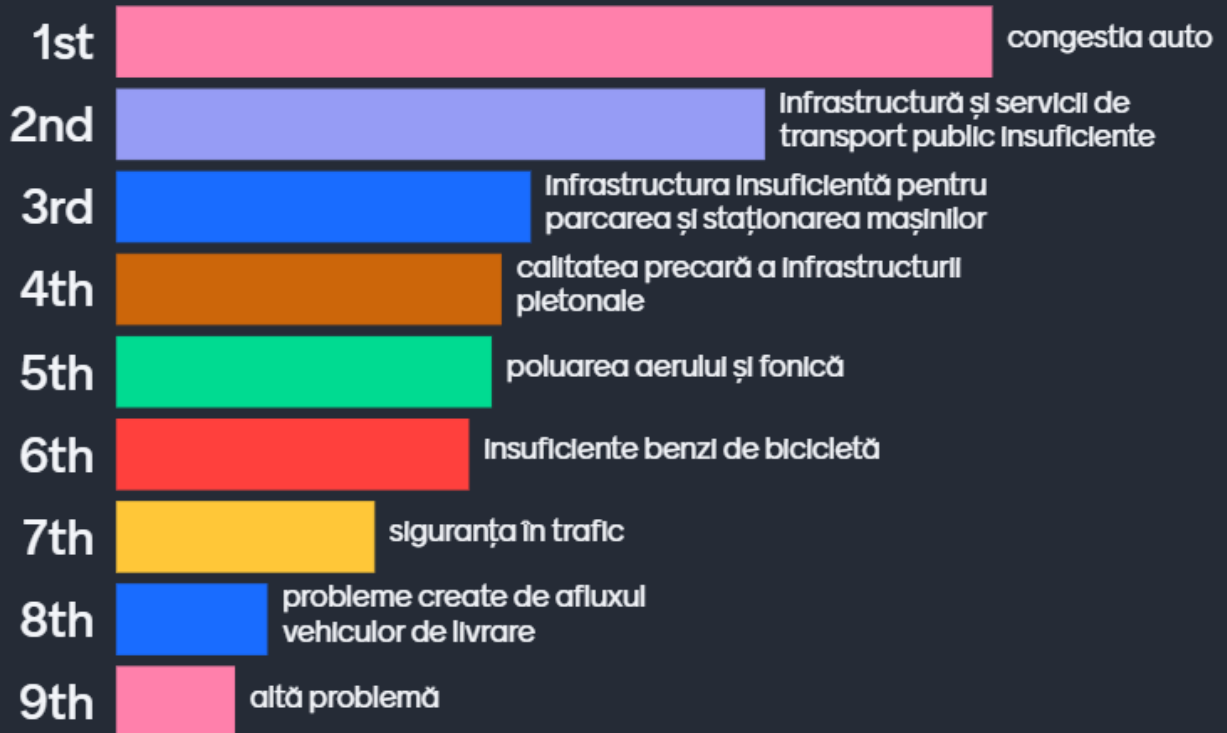 1st
congestia auto
2nd
infrastructură și servicii de
transport public insuficiente
3rd
infrastructura insuficientă pentru
parcarea și staționarea mașinilor
4th
calitatea precară a infrastructurii
pietonale
5th
poluarea aerului și fonică
6th
insuficiente benzi de bicicletă
7th
siguranța în trafic
8th
probleme create de afluxul
vehiculor de livrare
9th
altă problemă